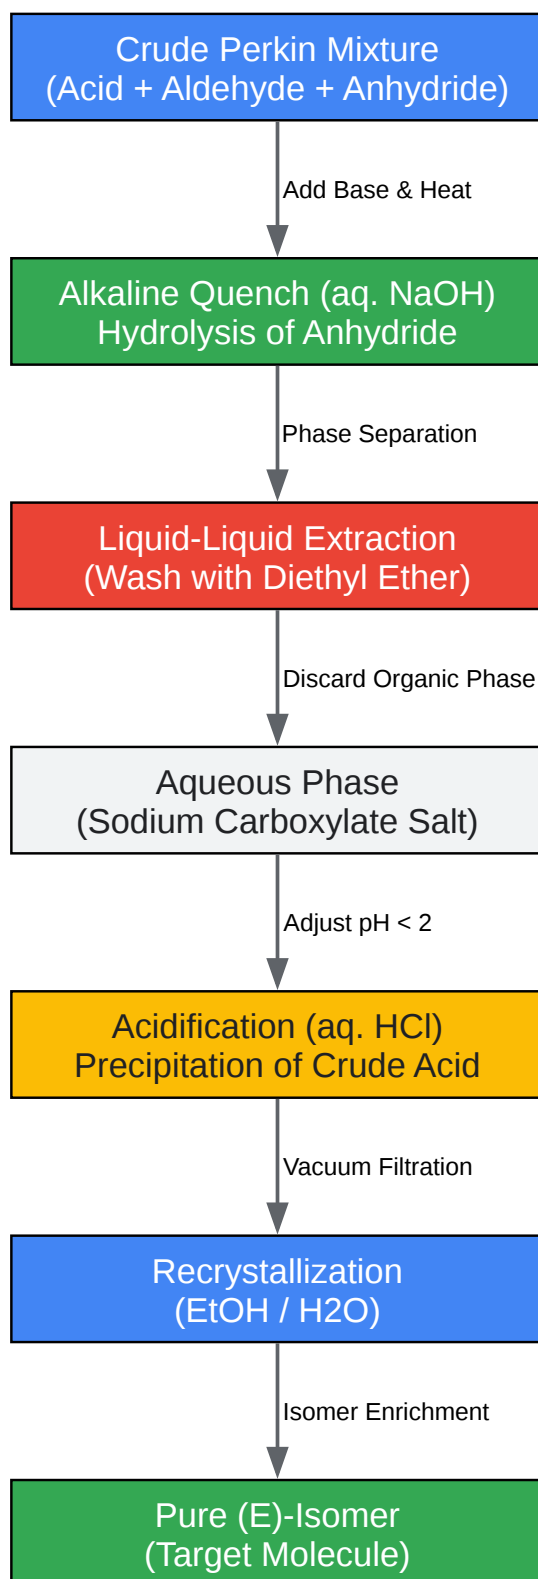 Crude Perkin Mixture
(Acid + Aldehyde + Anhydride)
Add Base & Heat
Alkaline Quench (aq. NaOH)
Hydrolysis of Anhydride
Phase Separation
Liquid-Liquid Extraction
(Wash with Diethyl Ether)
Discard Organic Phase
Aqueous Phase
(Sodium Carboxylate Salt)
Adjust pH < 2
Acidification (aq. HCl)
Precipitation of Crude Acid
Vacuum Filtration
Recrystallization
(EtOH / H2O)
Isomer Enrichment
Pure (E)-Isomer
(Target Molecule)